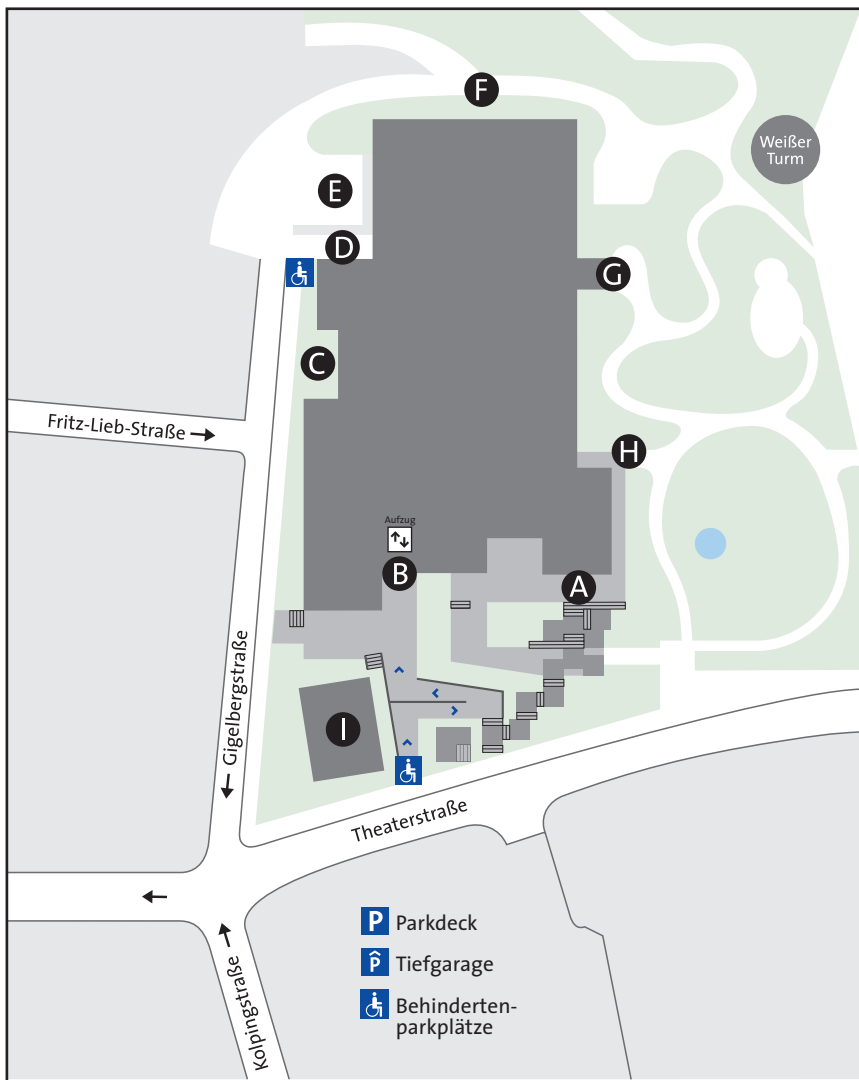 F
Weißer
Turm
E
D
G
C
Fritz-Lieb-Straße
H
Aufzug
B
A
Gigelbergstraße
I
Theaterstraße
P Parkdeck
P Tiefgarage
Behinderten-
parkplätze
Kolpingstraße